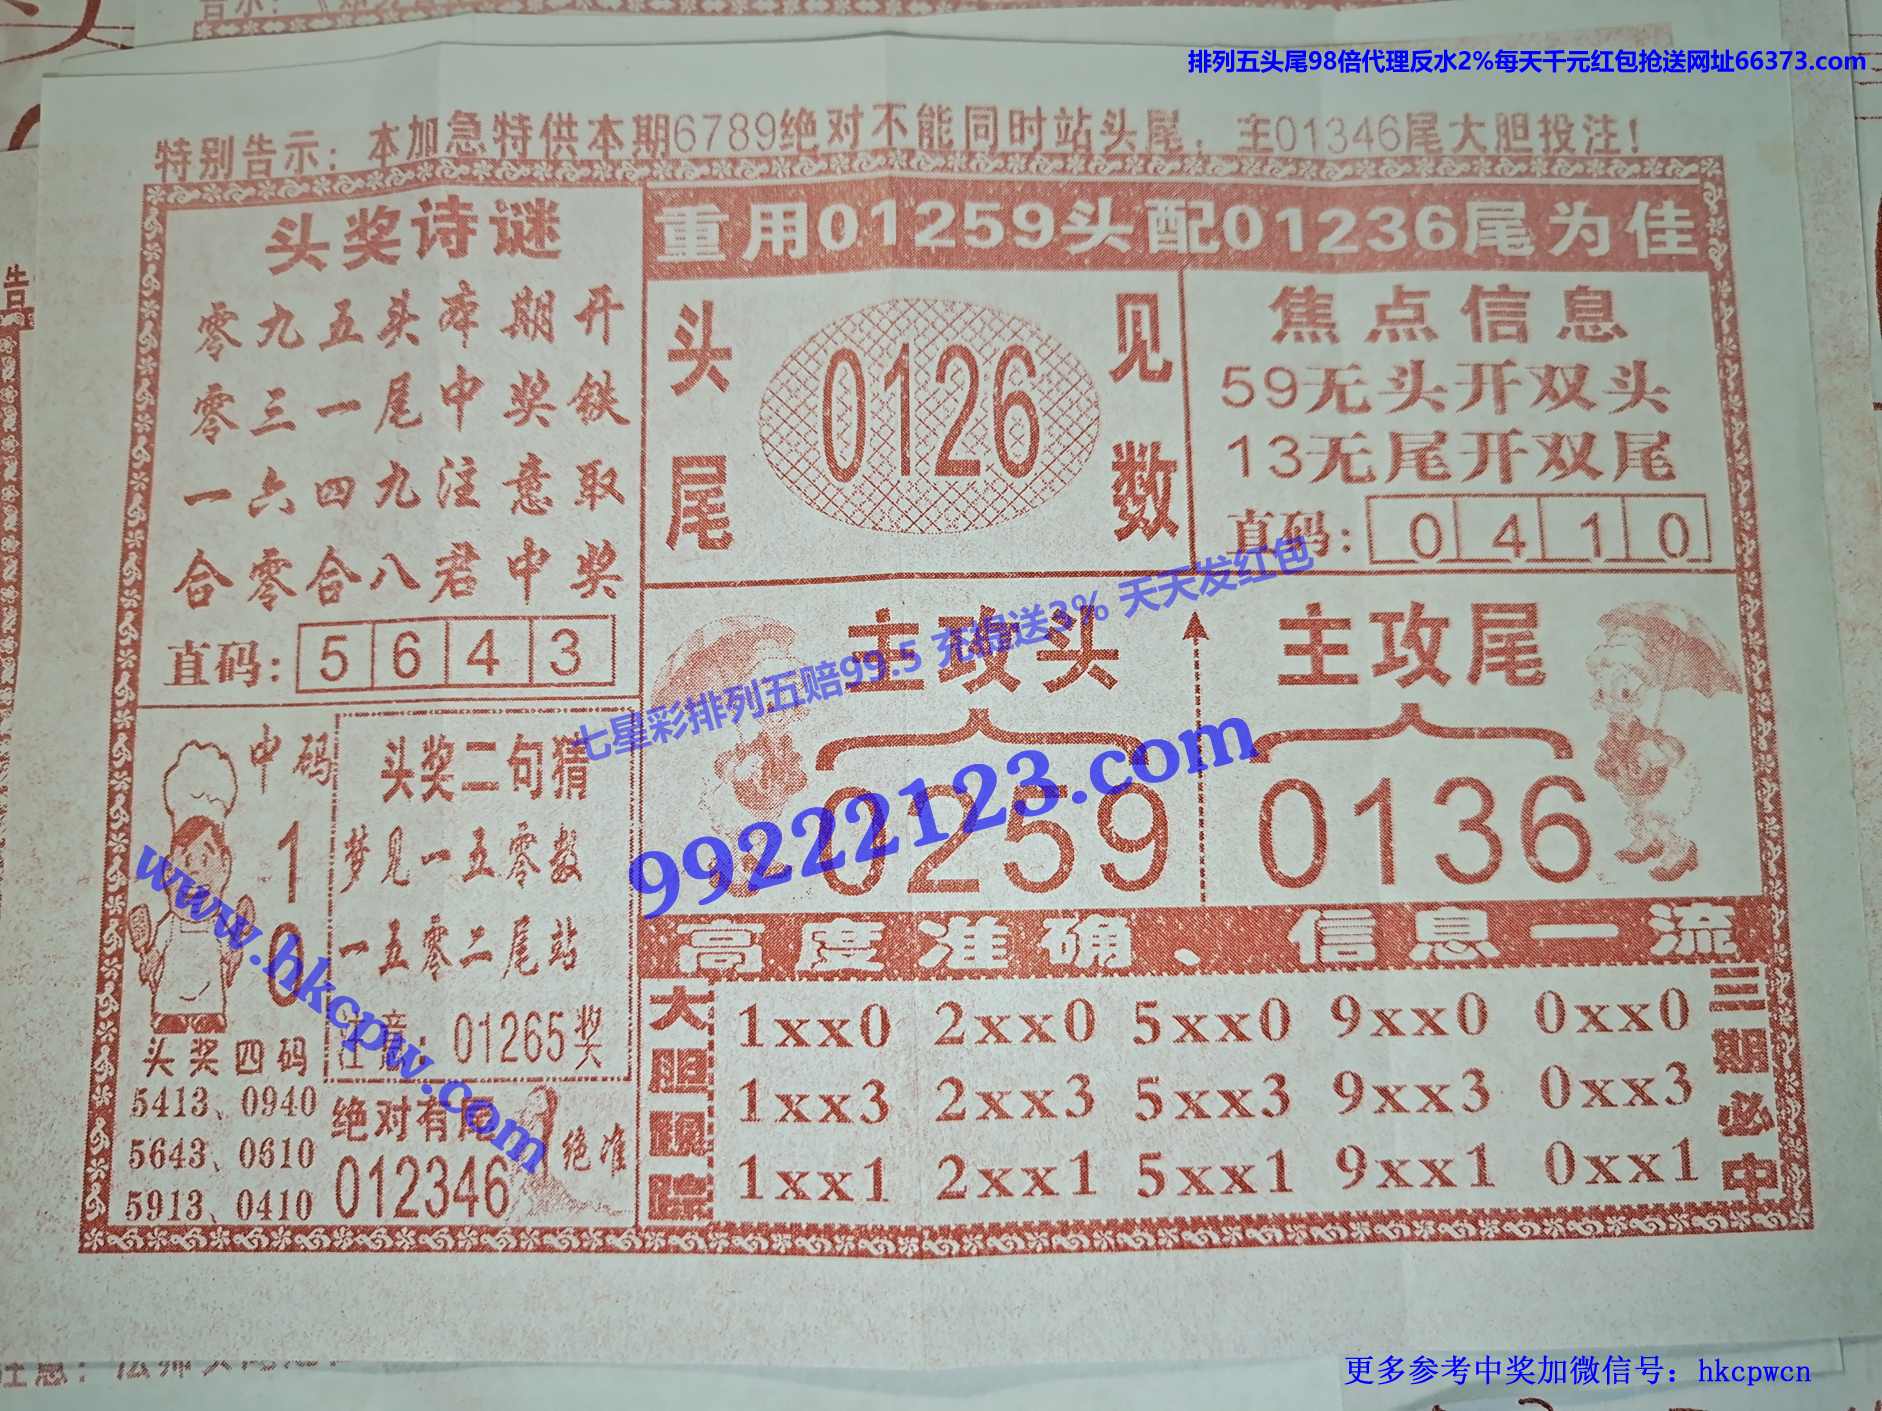 排列五头尾98倍代理反水2%每天千元红包抢送网址66373.com
特别告示：本加急特供本期6789绝对不能同时站头尾，主01346尾大胆投注！
头奖诗谜
零九五头本期开
零三一尾中奖铁
一六四九注意取
合零合八君中奖
直码：5643
重用01259头配01236尾为佳
头尾
0126
见数
焦点信息
59无头开双头
13无尾开双尾
直码：0410
七星彩排列五赔99.5 充值送3% 天天发红包
99222123.com
主攻头
0259
主攻尾
0136
中码
1
0
头奖四码
5413、0940
5643、0610
5913、0410
头奖二句猜
梦见一五零数
一五零二尾站
注意：01265奖
绝对有尾
012346
绝准
www.hkcpw.com
高度准确、信息一流
大胆跟踪
1xx0 2xx0 5xx0 9xx0 0xx0
1xx3 2xx3 5xx3 9xx3 0xx3
1xx1 2xx1 5xx1 9xx1 0xx1
三期必中
更多参考中奖加微信号：hkcpwcn